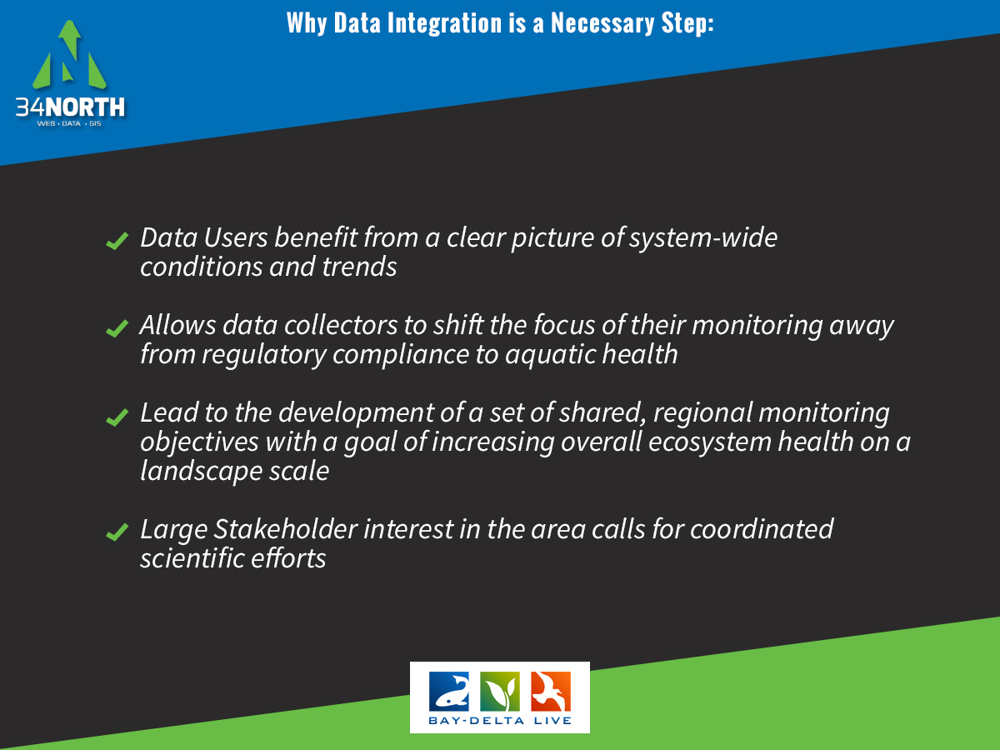 Why Data Integration is a Necessary Step:
34NORTH
WEB • DATA • GIS
Data Users benefit from a clear picture of system-wide
conditions and trends
Allows data collectors to shift the focus of their monitoring away
from regulatory compliance to aquatic health
Lead to the development of a set of shared, regional monitoring
objectives with a goal of increasing overall ecosystem health on a
landscape scale
Large Stakeholder interest in the area calls for coordinated
scientific efforts
BAY-DELTA LIVE